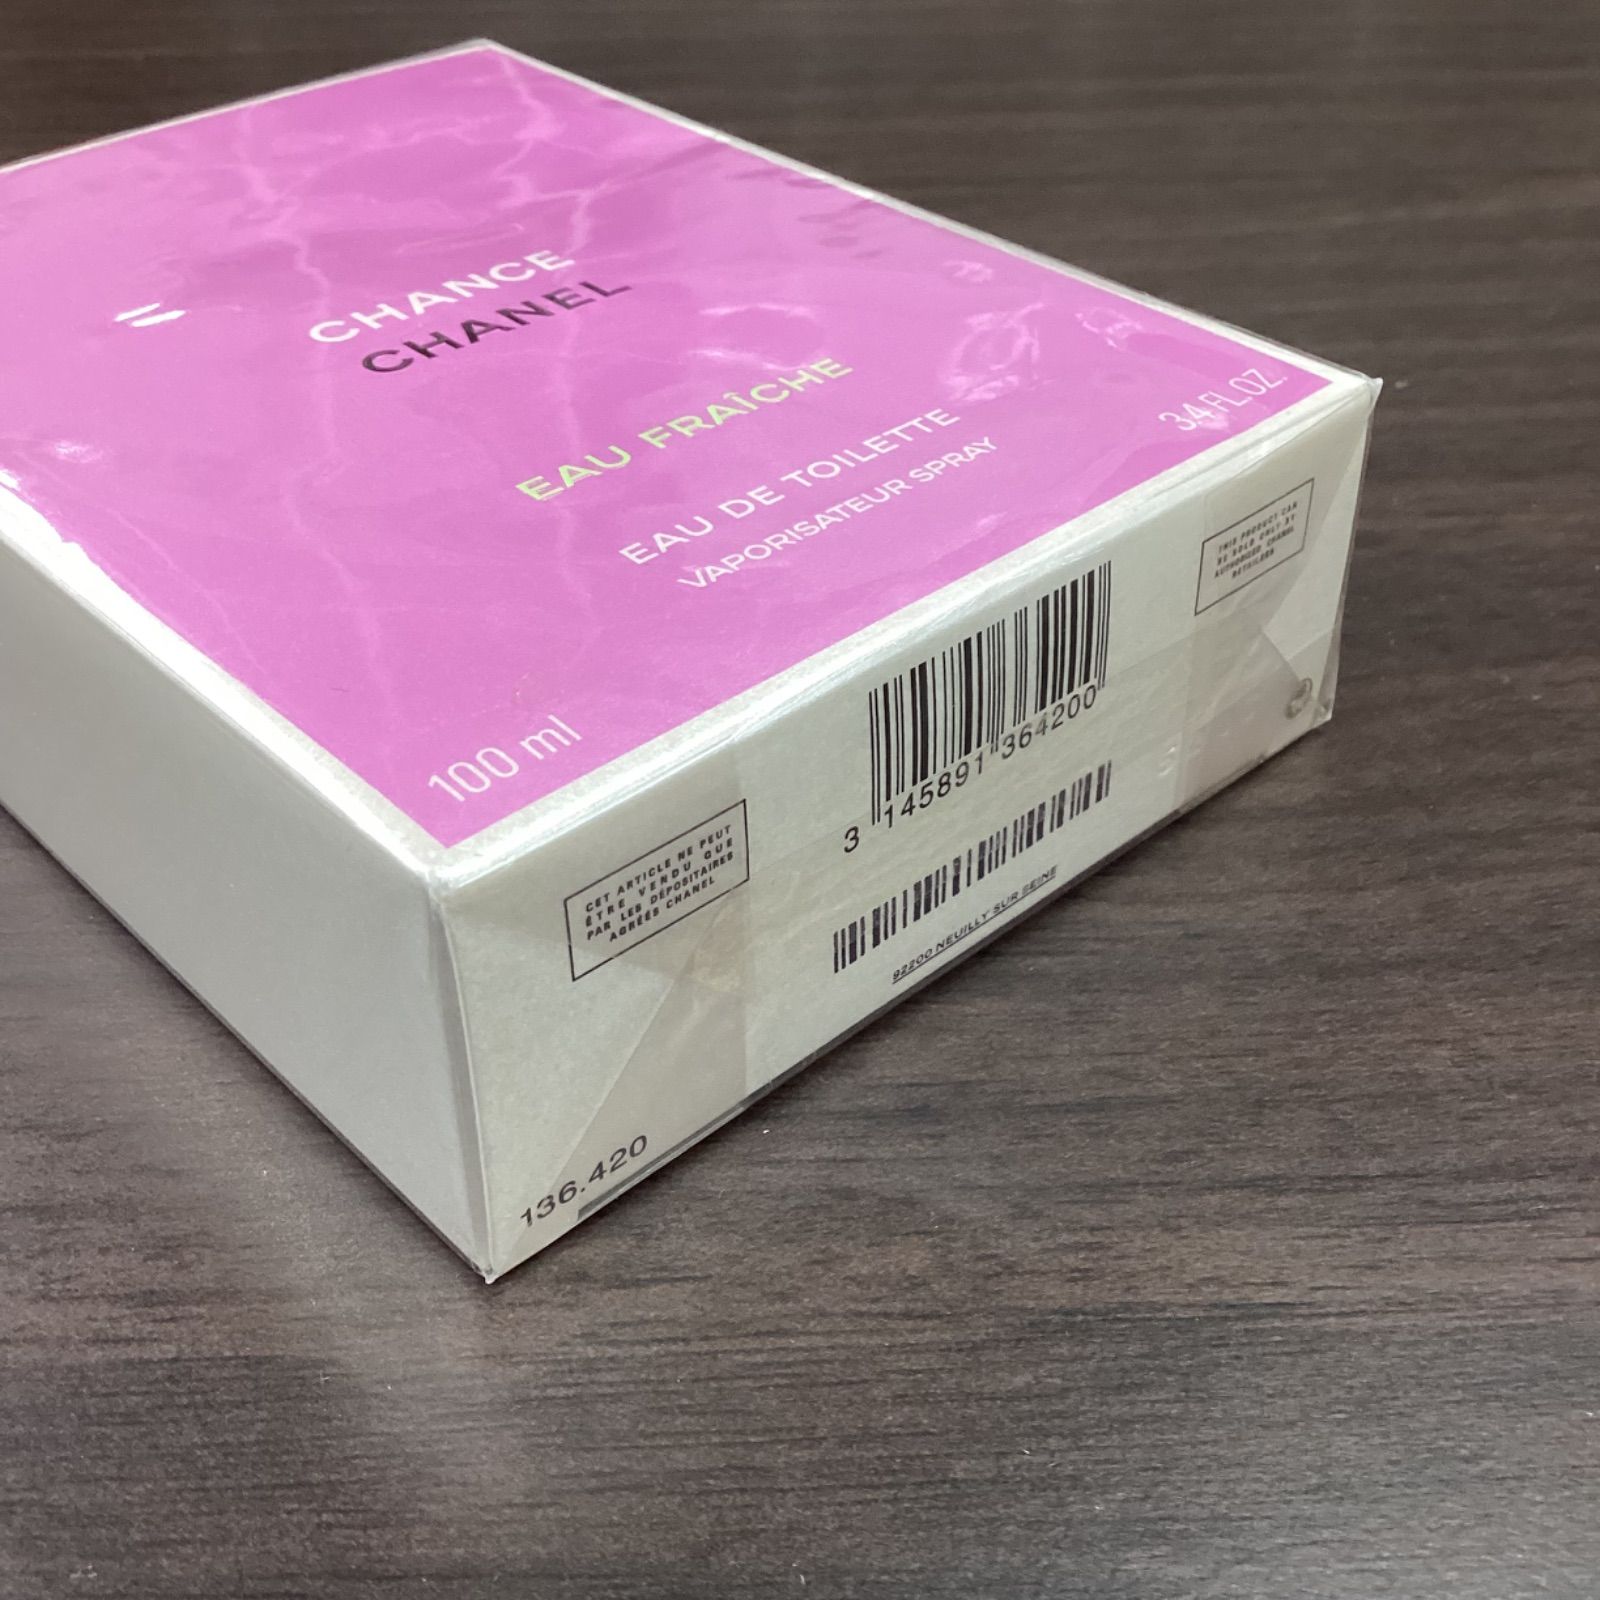 CHANCE
CHANEL
EAU FRAÎCHE
EAU DE TOILETTE
VAPORISATEUR SPRAY
100 ml
3.4 FL.OZ.
CET ARTICLE NE PEUT
ÊTRE VENDU QUE
PAR LES DÉPOSITAIRES
AGRÉÉS CHANEL
3 145891 364200
92200 NEUILLY SUR SEINE
THIS PRODUCT CAN
BE SOLD ONLY BY
AUTHORIZED CHANEL
RETAILERS
136.420